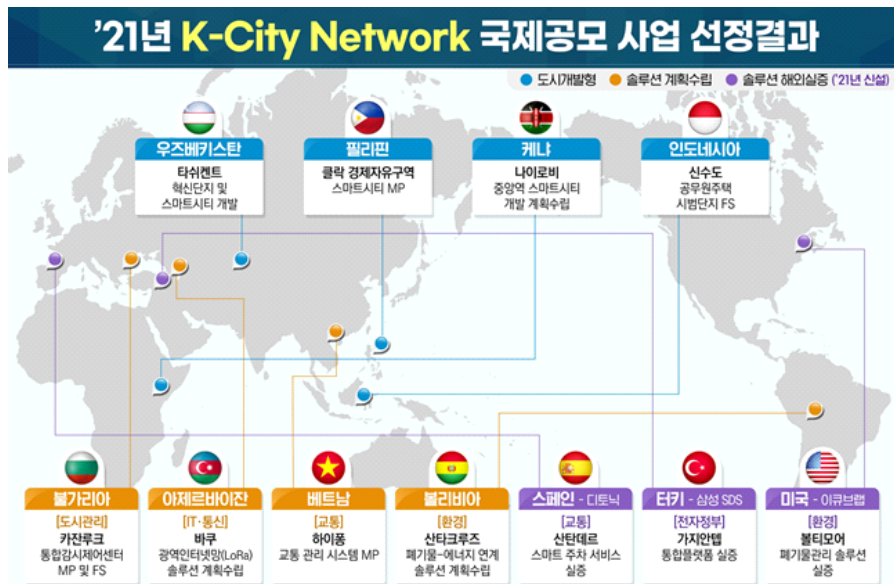 '21년 K-City Network 국제공모 사업 선정결과
도시개발형 솔루션 계획수립 솔루션 해외실증 ('21년 신설)
우즈베키스탄
타쉬켄트
혁신단지 및
스마트시티 개발
필리핀
클락 경제자유구역
스마트시티 MP
케냐
나이로비
중앙역 스마트시티
개발 계획수립
인도네시아
신수도
공무원주택
시범단지 FS
불가리아
[도시관리]
카잔루크
통합감시제어센터
MP 및 FS
아제르바이잔
[IT·통신]
바쿠
광역인터넷망(LoRa)
솔루션 계획수립
베트남
[교통]
하이퐁
교통 관리 시스템 MP
볼리비아
[환경]
산타크루즈
폐기물-에너지 연계
솔루션 계획수립
스페인 - 디토닉
[교통]
산탄데르
스마트 주차 서비스
실증
터키 - 삼성 SDS
[전자정부]
가지안텝
통합플랫폼 실증
미국 - 이큐브랩
[환경]
볼티모어
폐기물관리 솔루션
실증